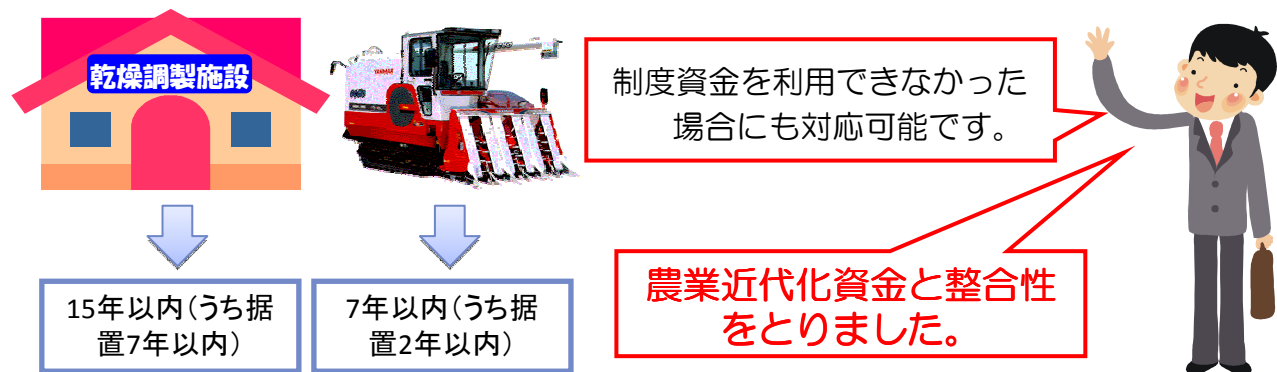 乾燥調製施設
YANMAR
制度資金を利用できなかった
場合にも対応可能です。
15年以内（うち据
置7年以内）
7年以内（うち据
置2年以内）
農業近代化資金と整合性
をとりました。